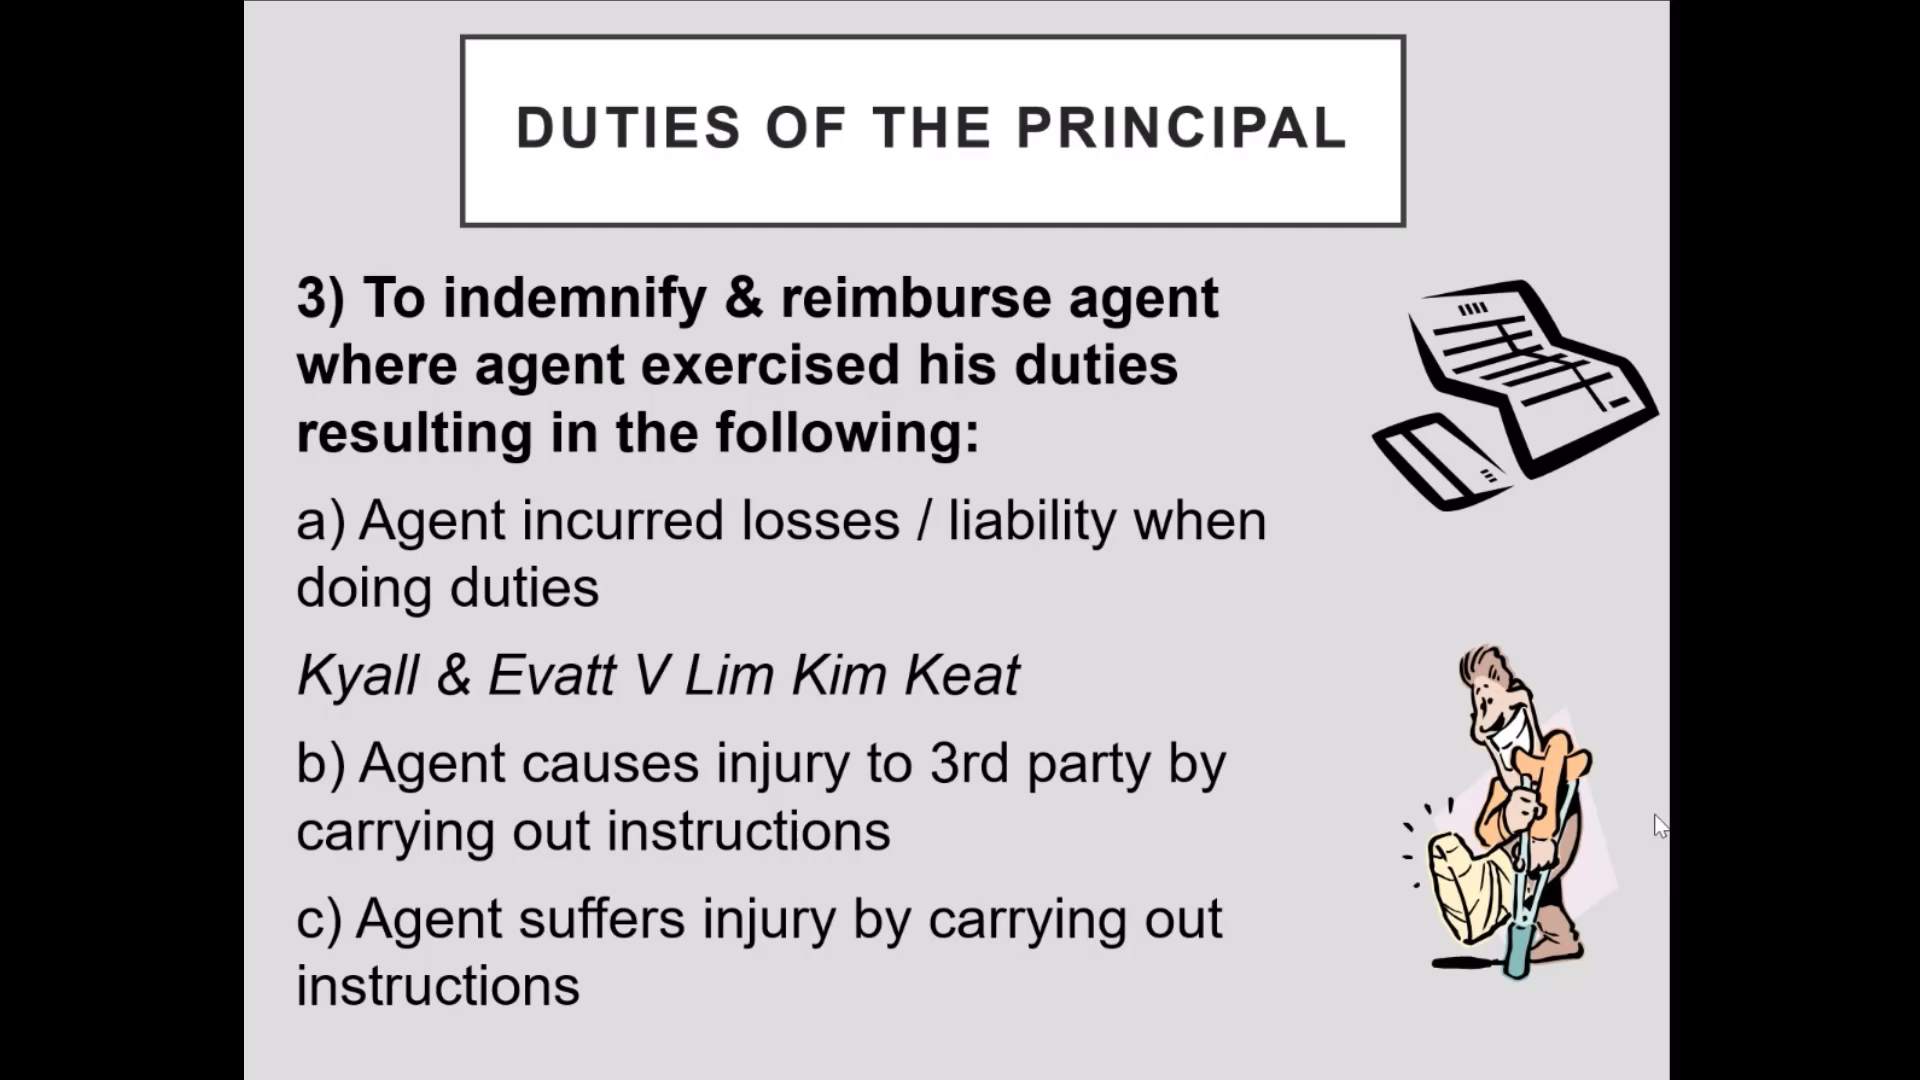 DUTIES OF THE PRINCIPAL
3) To indemnify & reimburse agent
where agent exercised his duties
resulting in the following:
a) Agent incurred losses / liability when
doing duties
Kyall & Evatt V Lim Kim Keat
b) Agent causes injury to 3rd party by
carrying out instructions
c) Agent suffers injury by carrying out
instructions